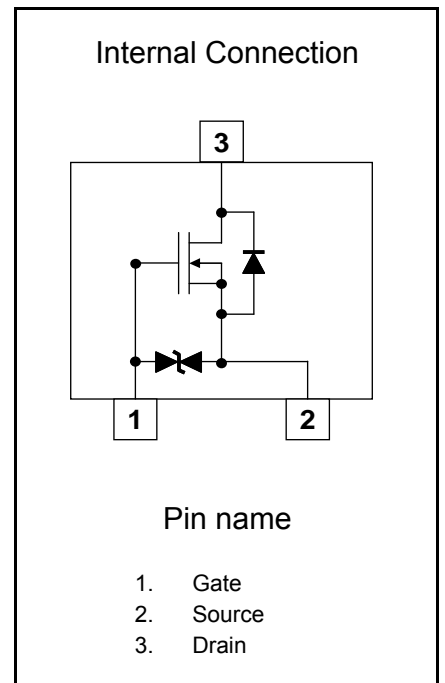 Internal Connection
3
1
2
Pin name
1. Gate
2. Source
3. Drain